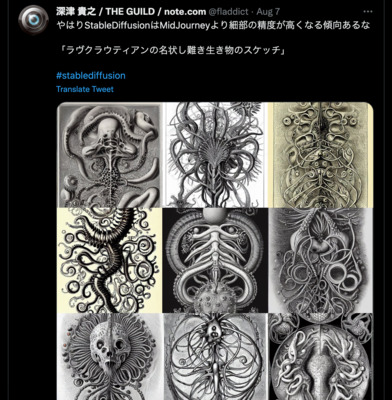 深津 貴之 / THE GUILD / note.com @fladdict · Aug 7
やはりStableDiffusionはMidJourneyより細部の精度が高くなる傾向あるな
「ラヴクラウティアンの名状し難き生き物のスケッチ」
#stablediffusion
Translate Tweet